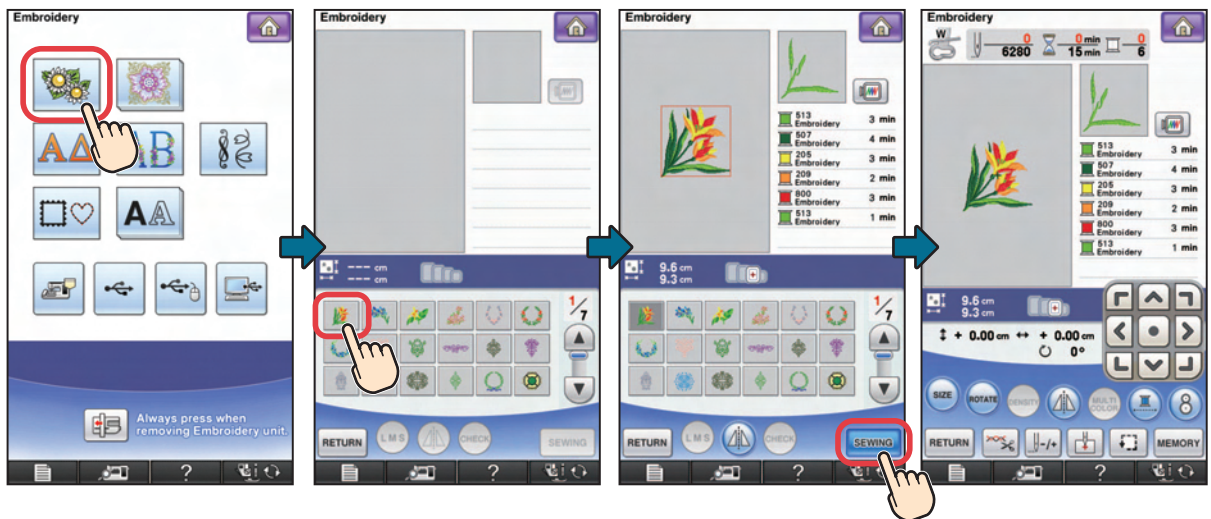 Embroidery
AA
AB
AA
Always press when
removing Embroidery unit.
?
i
Embroidery
--- cm
--- cm
1/7
RETURN
L M S
CHECK
SEWING
?
i
Embroidery
513
Embroidery 3 min
507
Embroidery 4 min
205
Embroidery 3 min
209
Embroidery 2 min
800
Embroidery 3 min
513
Embroidery 1 min
9.6 cm
9.3 cm
1/7
RETURN
L M S
CHECK
SEWING
?
i
Embroidery
W
0
6280
0 min
15 min
0
6
513
Embroidery 3 min
507
Embroidery 4 min
205
Embroidery 3 min
209
Embroidery 2 min
800
Embroidery 3 min
513
Embroidery 1 min
9.6 cm
9.3 cm
+ 0.00 cm + 0.00 cm
0°
SIZE
ROTATE
DENSITY
MULTI
COLOR
8
RETURN
-/+
MEMORY
?
i